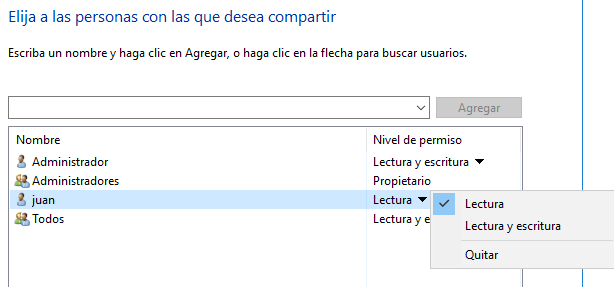 Elija a las personas con las que desea compartir
Escriba un nombre y haga clic en Agregar, o haga clic en la flecha para buscar usuarios.
Agregar
Nombre Nivel de permiso
Administrador Lectura y escritura
Administradores Propietario
juan Lectura
Todos Lectura y e
Lectura
Lectura y escritura
Quitar